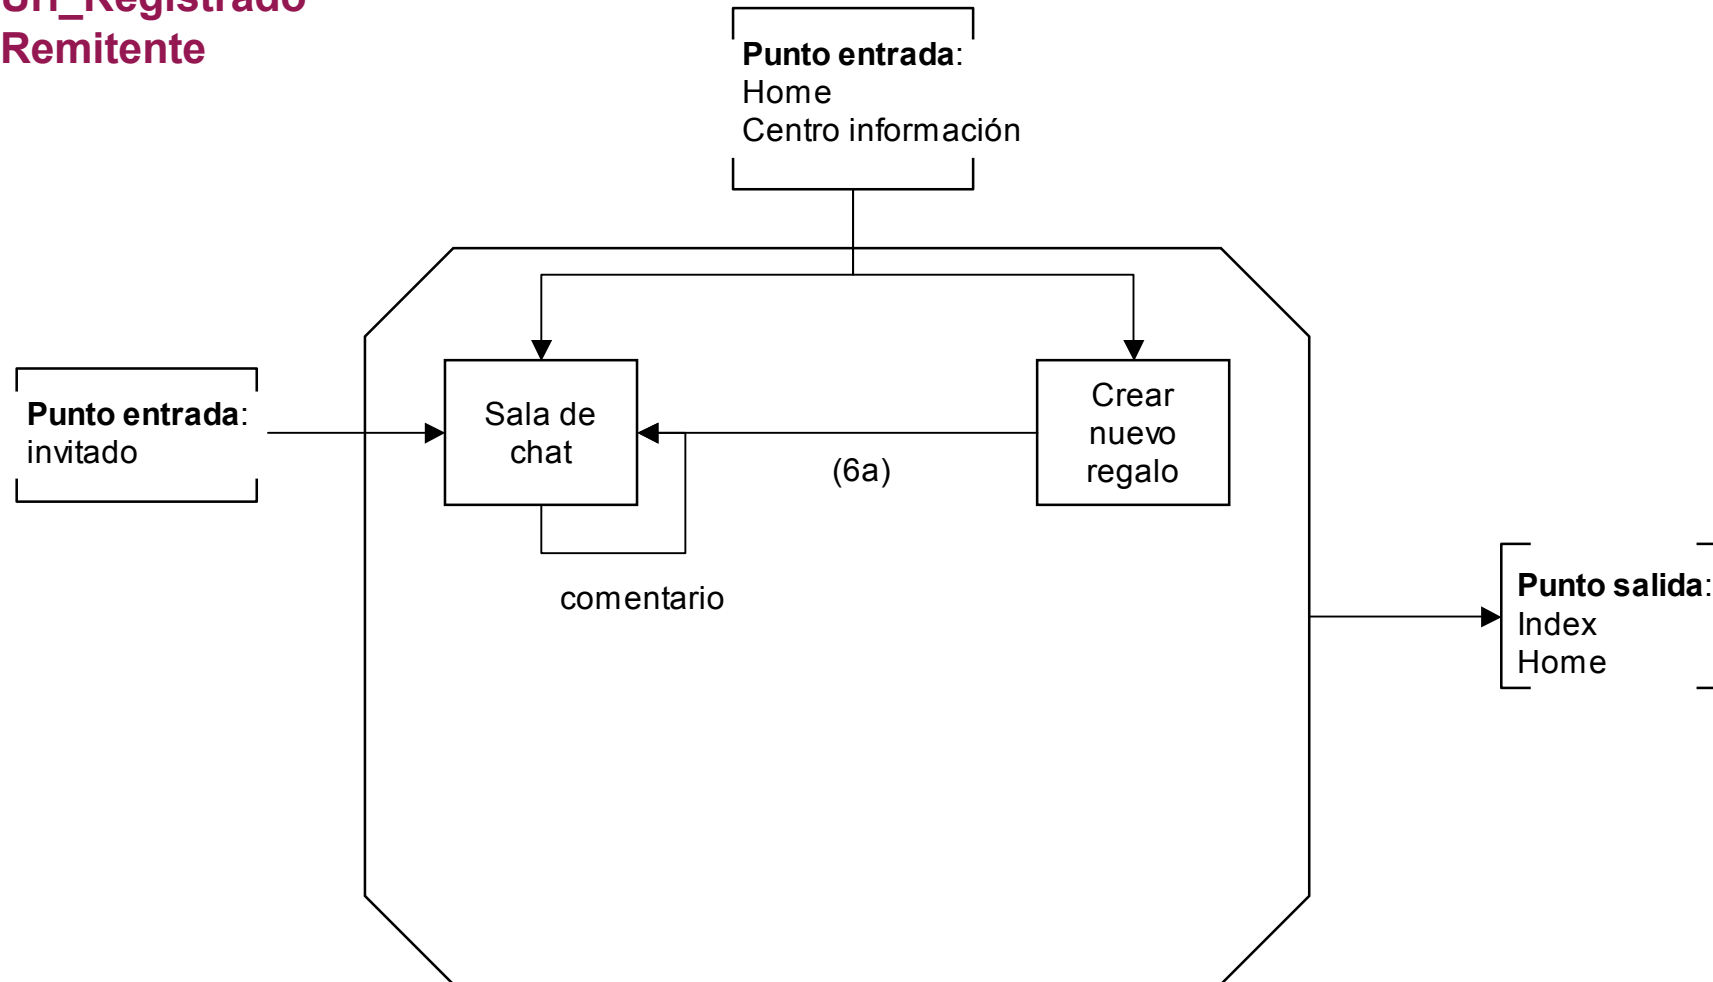 Remitente
Punto entrada:
Home
Centro información
Punto entrada:
invitado
Sala de
chat
(6a)
Crear
nuevo
regalo
comentario
Punto salida:
Index
Home